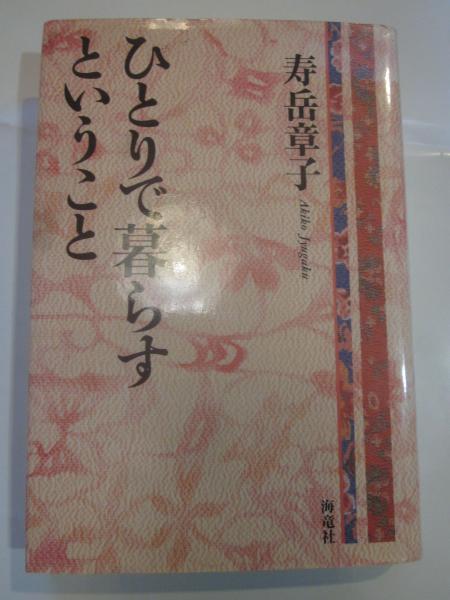 寿岳章子
Akiko Jyugaku
ひとりで暮らす
ということ
海竜社